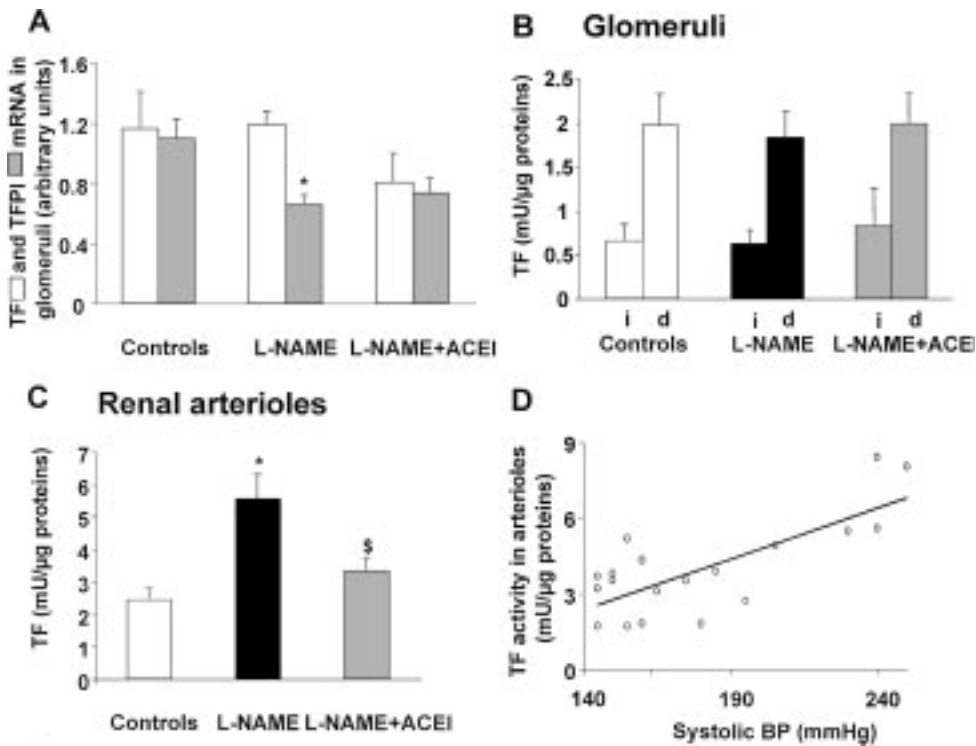 A
TF□ and TFPI ■ mRNA in
glomeruli (arbitrary units)
1.6
1.2
0.8
0.4
0
*
Controls
L-NAME
L-NAME+ACEI
B Glomeruli
TF (mU/µg proteins)
2.5
2
1.5
1
0.5
0
i d i d i d
Controls L-NAME L-NAME+ACEI
C Renal arterioles
TF (mU/µg proteins)
7
6
5
4
3
2
1
0
*
$
Controls L-NAME L-NAME+ACEI
D
TF activity in arterioles
(mU/µg proteins)
9
6
3
0
140 190 240
Systolic BP (mmHg)